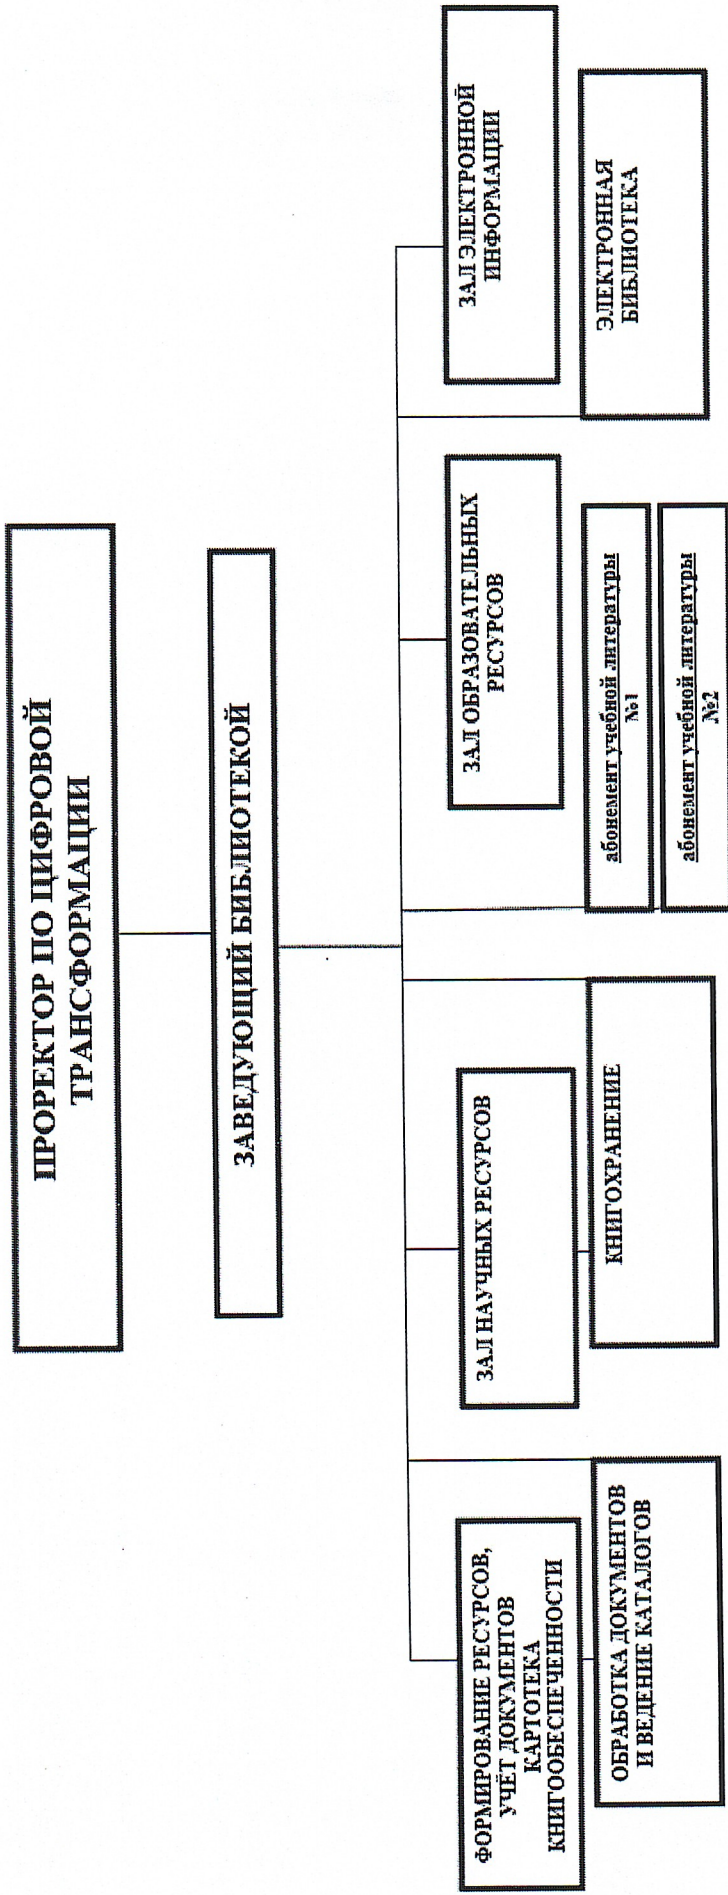 ПРОРЕКТОР ПО ЦИФРОВОЙ
ТРАНСФОРМАЦИИ
ЗАВЕДУЮЩИЙ БИБЛИОТЕКОЙ
ФОРМИРОВАНИЕ РЕСУРСОВ,
УЧЁТ ДОКУМЕНТОВ
КАРТОТЕКА
КНИГООБЕСПЕЧЕННОСТИ
ОБРАБОТКА ДОКУМЕНТОВ
И ВЕДЕНИЕ КАТАЛОГОВ
ЗАЛ НАУЧНЫХ РЕСУРСОВ
КНИГОХРАНЕНИЕ
ЗАЛ ОБРАЗОВАТЕЛЬНЫХ
РЕСУРСОВ
абонемент учебной литературы
№1
абонемент учебной литературы
№2
ЗАЛ ЭЛЕКТРОННОЙ
ИНФОРМАЦИИ
ЭЛЕКТРОННАЯ
БИБЛИОТЕКА